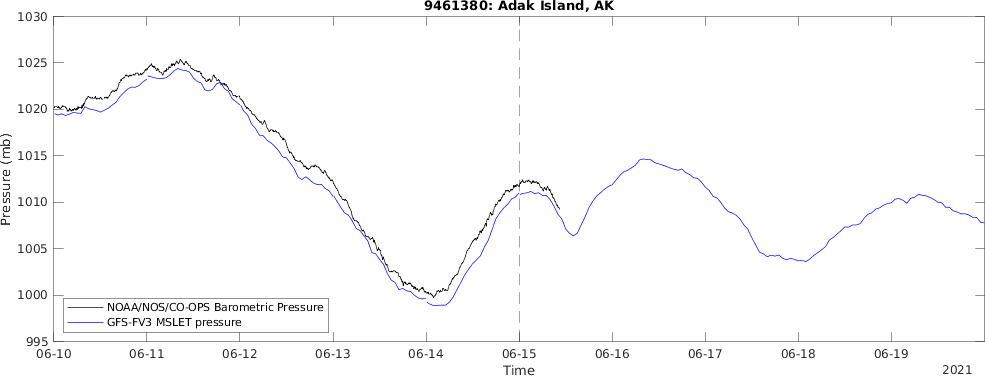 9461380: Adak Island, AK
Pressure (mb)
1030
1025
1020
1015
1010
1005
1000
995
NOAA/NOS/CO-OPS Barometric Pressure
GFS-FV3 MSLET pressure
06-10 06-11 06-12 06-13 06-14 06-15 06-16 06-17 06-18 06-19
Time
2021